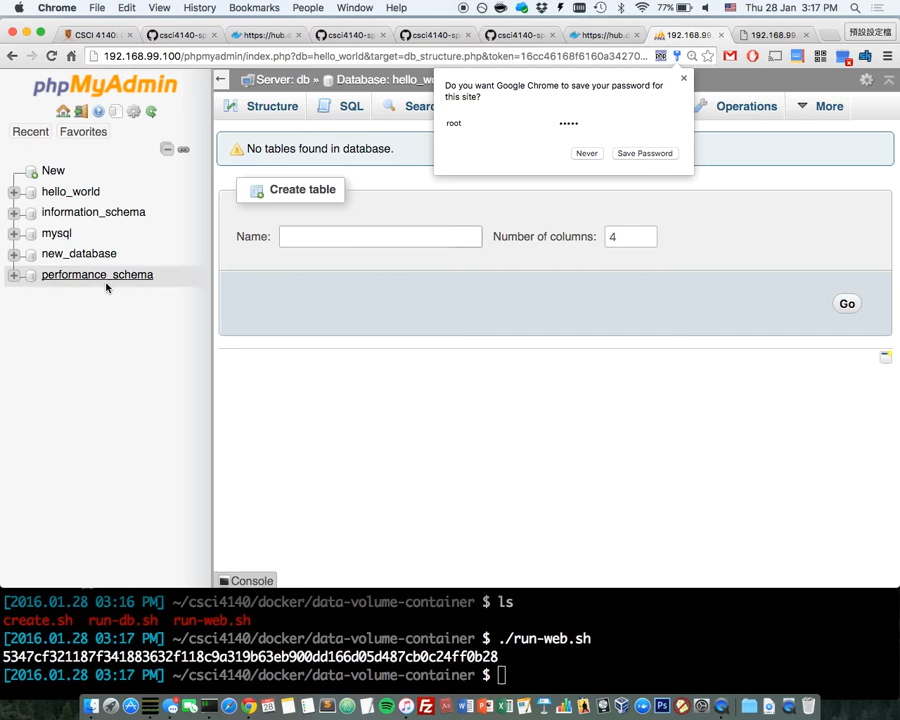 Chrome File Edit View History Bookmarks People Window Help 77% Thu 28 Jan 3:17 PM
CSCI 4140: csci4140-sp https://hub.d csci4140-sp csci4140-sp csci4140-sp https://hub.d 192.168.99 192.168.99. 預設設定檔
192.168.99.100/phpmyadmin/index.php?db=hello_world&target=db_structure.php&token=16cc46168f6160a34270...
phpMyAdmin
Recent Favorites
New
hello_world
information_schema
mysql
new_database
performance_schema
Server: db » Database: hello_w
Structure SQL Searc Operations More
Do you want Google Chrome to save your password for
this site?
root •••••
Never Save Password
No tables found in database.
Create table
Name: Number of columns: 4
Go
Console
[2016.01.28 03:16 PM] ~/csci4140/docker/data-volume-container $ ls
create.sh run-db.sh run-web.sh
[2016.01.28 03:17 PM] ~/csci4140/docker/data-volume-container $ ./run-web.sh
5347cf321187f341883632f118c9a319b63eb900dd166d05d487cb0c24ff0b28
[2016.01.28 03:17 PM] ~/csci4140/docker/data-volume-container $